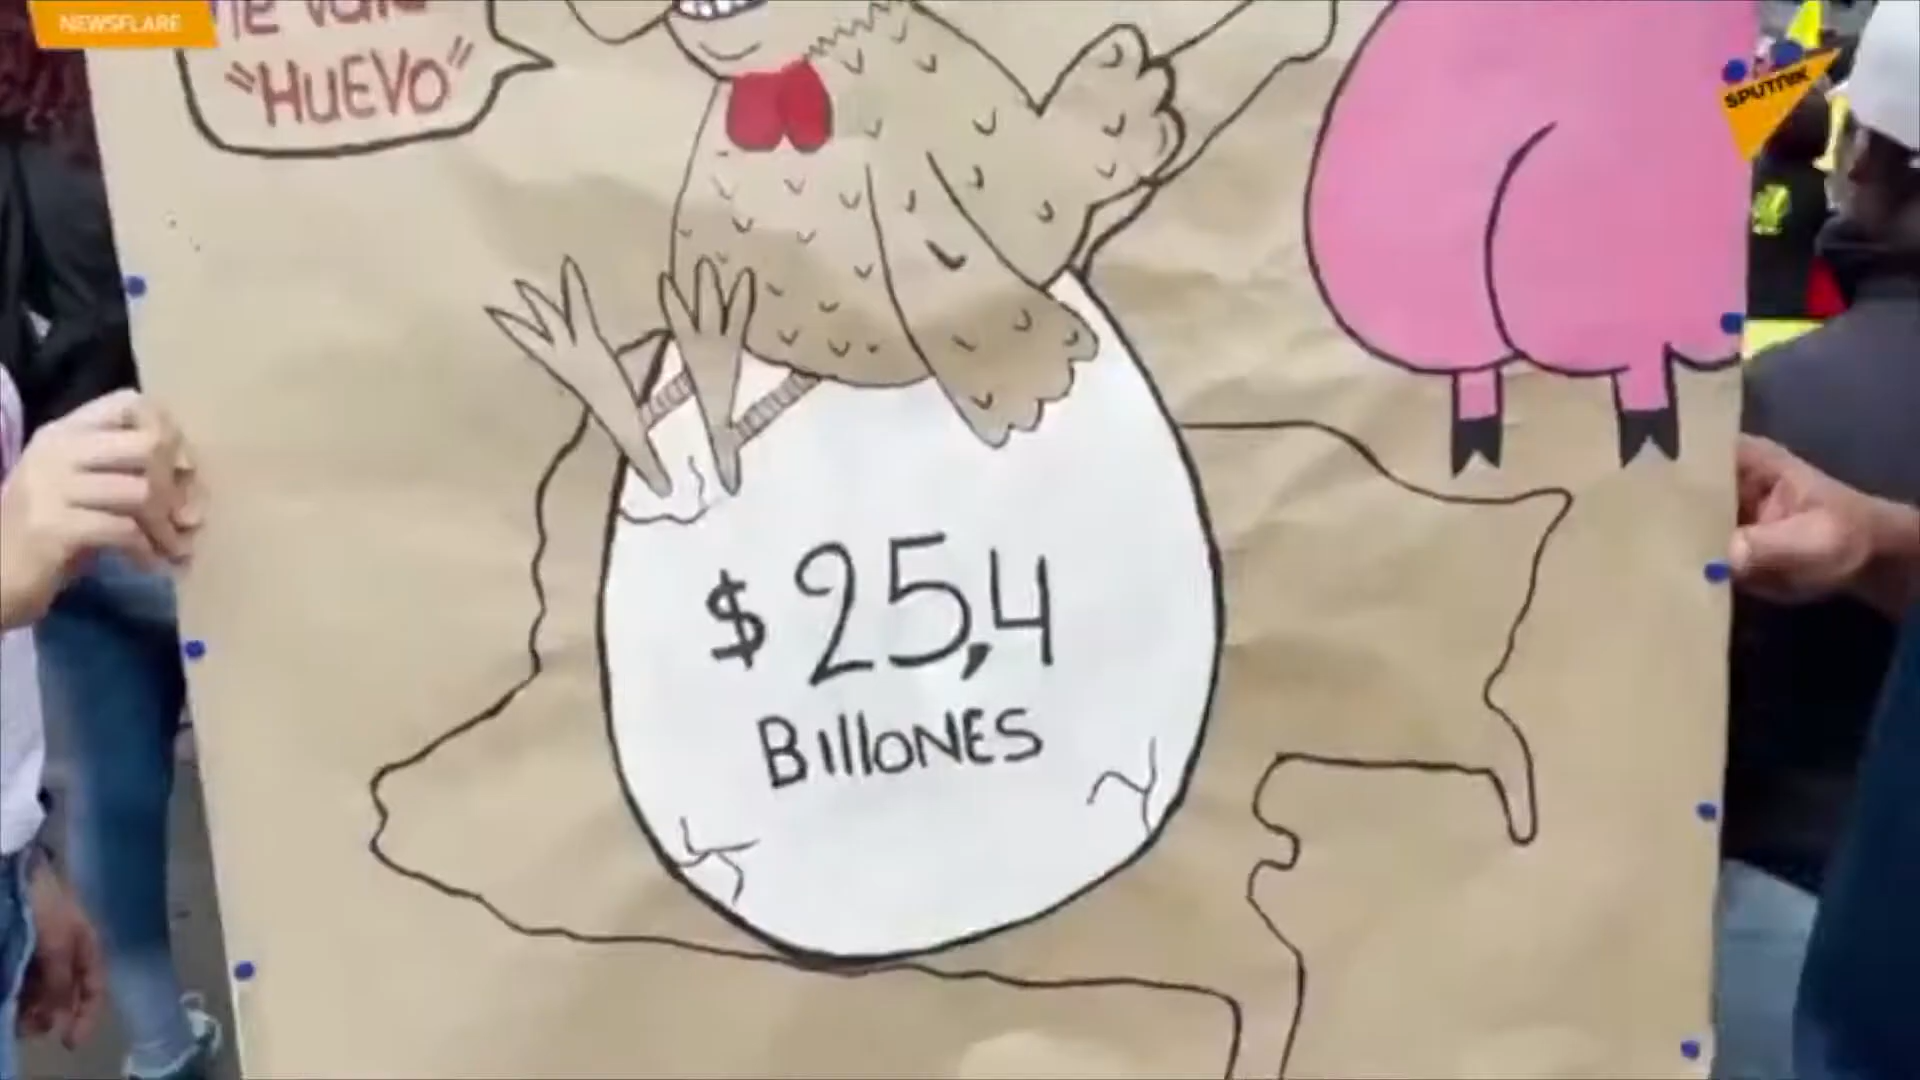 NEWSFLARE
"HUEVO"
SPUTNIK
$ 25,4
BillONES